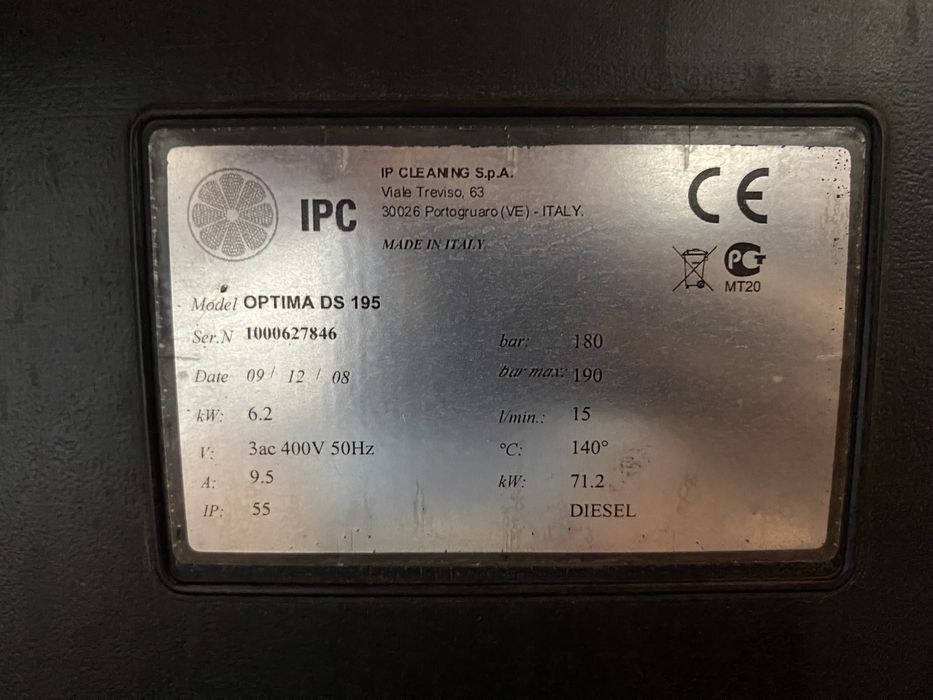 IPC
IP CLEANING S.p.A.
Viale Treviso, 63
30026 Portogruaro (VE) - ITALY.
MADE IN ITALY
CE
PCT
MT20
Model OPTIMA DS 195
Ser.N 1000627846
Date 09 / 12 / 08
kW: 6.2
V: 3ac 400V 50Hz
A: 9.5
IP: 55
bar: 180
bar max: 190
l/min.: 15
°C: 140°
kW: 71.2
DIESEL